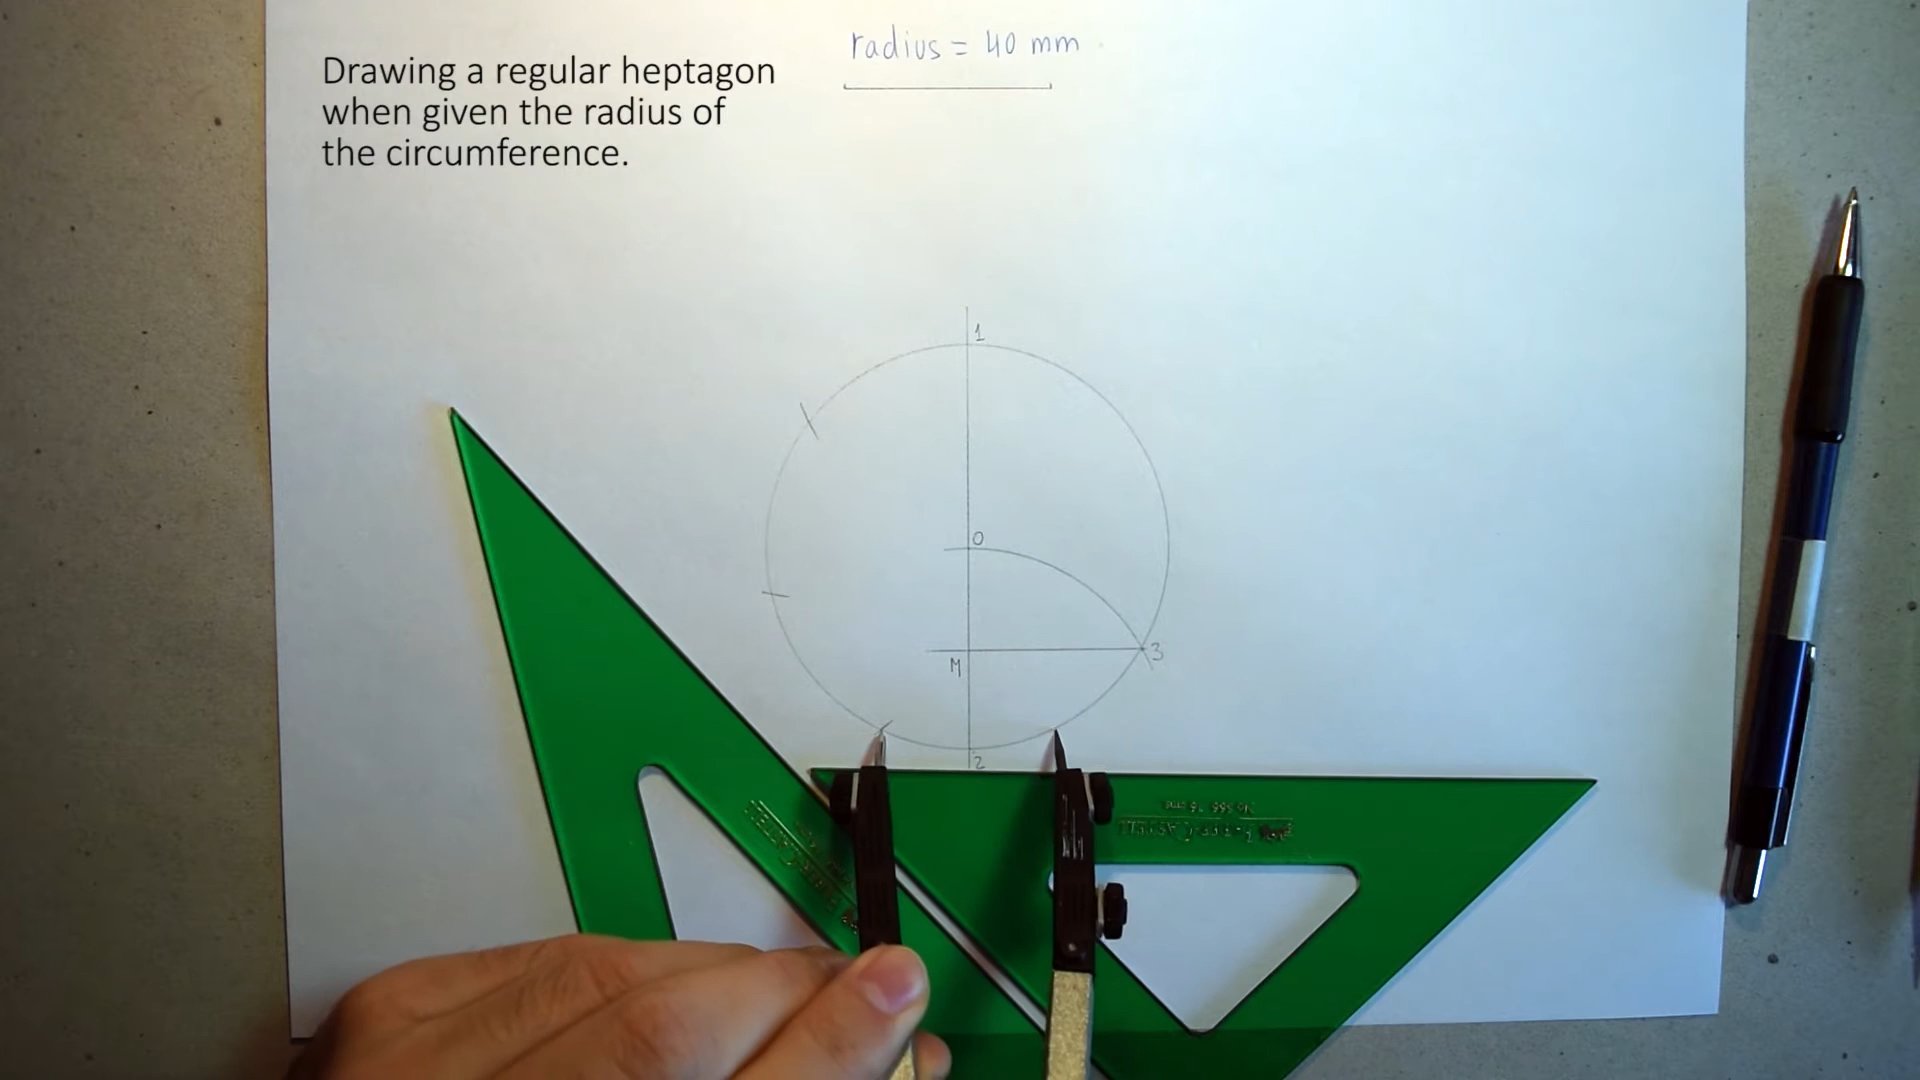 radius = 40 mm
Drawing a regular heptagon
when given the radius of
the circumference.
1
O
M
3
2